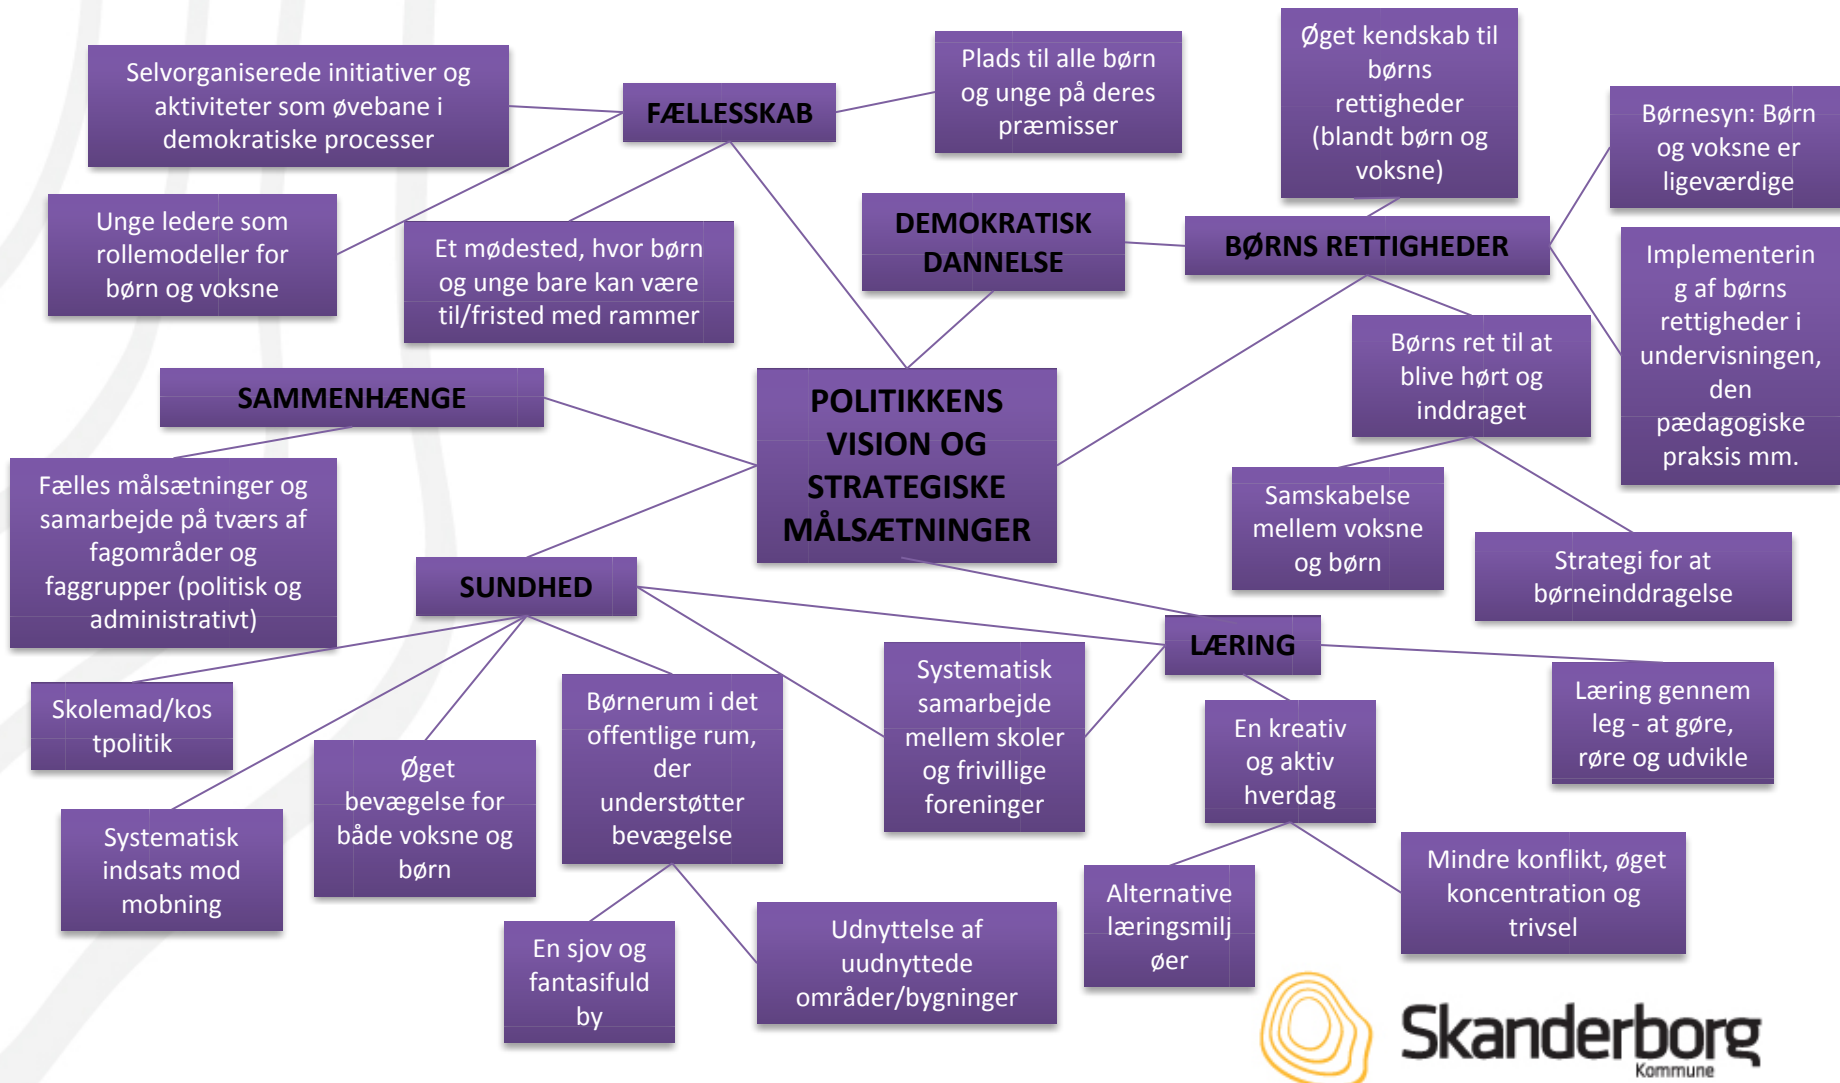 Selvorganiserede initiativer og
aktiviteter som øvebane i
demokratiske processer
FÆLLESSKAB
Plads til alle børn
og unge på deres
præmisser
Øget kendskab til
børns
rettigheder
(blandt børn og
voksne)
Børnesyn: Børn
og voksne er
ligeværdige
Unge ledere som
rollemodeller for
børn og voksne
Et mødested, hvor børn
og unge bare kan være
til/fristed med rammer
DEMOKRATISK
DANNELSE
BØRNS RETTIGHEDER
Implementerin
g af børns
rettigheder i
undervisningen,
den
pædagogiske
praksis mm.
Børns ret til at
blive hørt og
inddraget
SAMMENHÆNGE
POLITIKKENS
VISION OG
STRATEGISKE
MÅLSÆTNINGER
Fælles målsætninger og
samarbejde på tværs af
fagområder og
faggrupper (politisk og
administrativt)
Samskabelse
mellem voksne
og børn
Strategi for at
børneinddragelse
SUNDHED
LÆRING
Skolemad/kos
tpolitik
Systematisk
indsats mod
mobning
Øget
bevægelse for
både voksne og
børn
Børnerum i det
offentlige rum,
der
understøtter
bevægelse
Systematisk
samarbejde
mellem skoler
og frivillige
foreninger
En kreativ
og aktiv
hverdag
Læring gennem
leg - at gøre,
røre og udvikle
En sjov og
fantasifuld
by
Udnyttelse af
uudnyttede
områder/bygninger
Alternative
læringsmilj
øer
Mindre konflikt, øget
koncentration og
trivsel
Skanderborg
Kommune